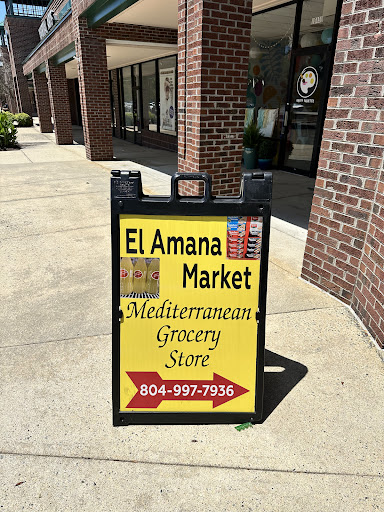 El Amana
Market
Mediterranean
Grocery
Store
804-997-7936